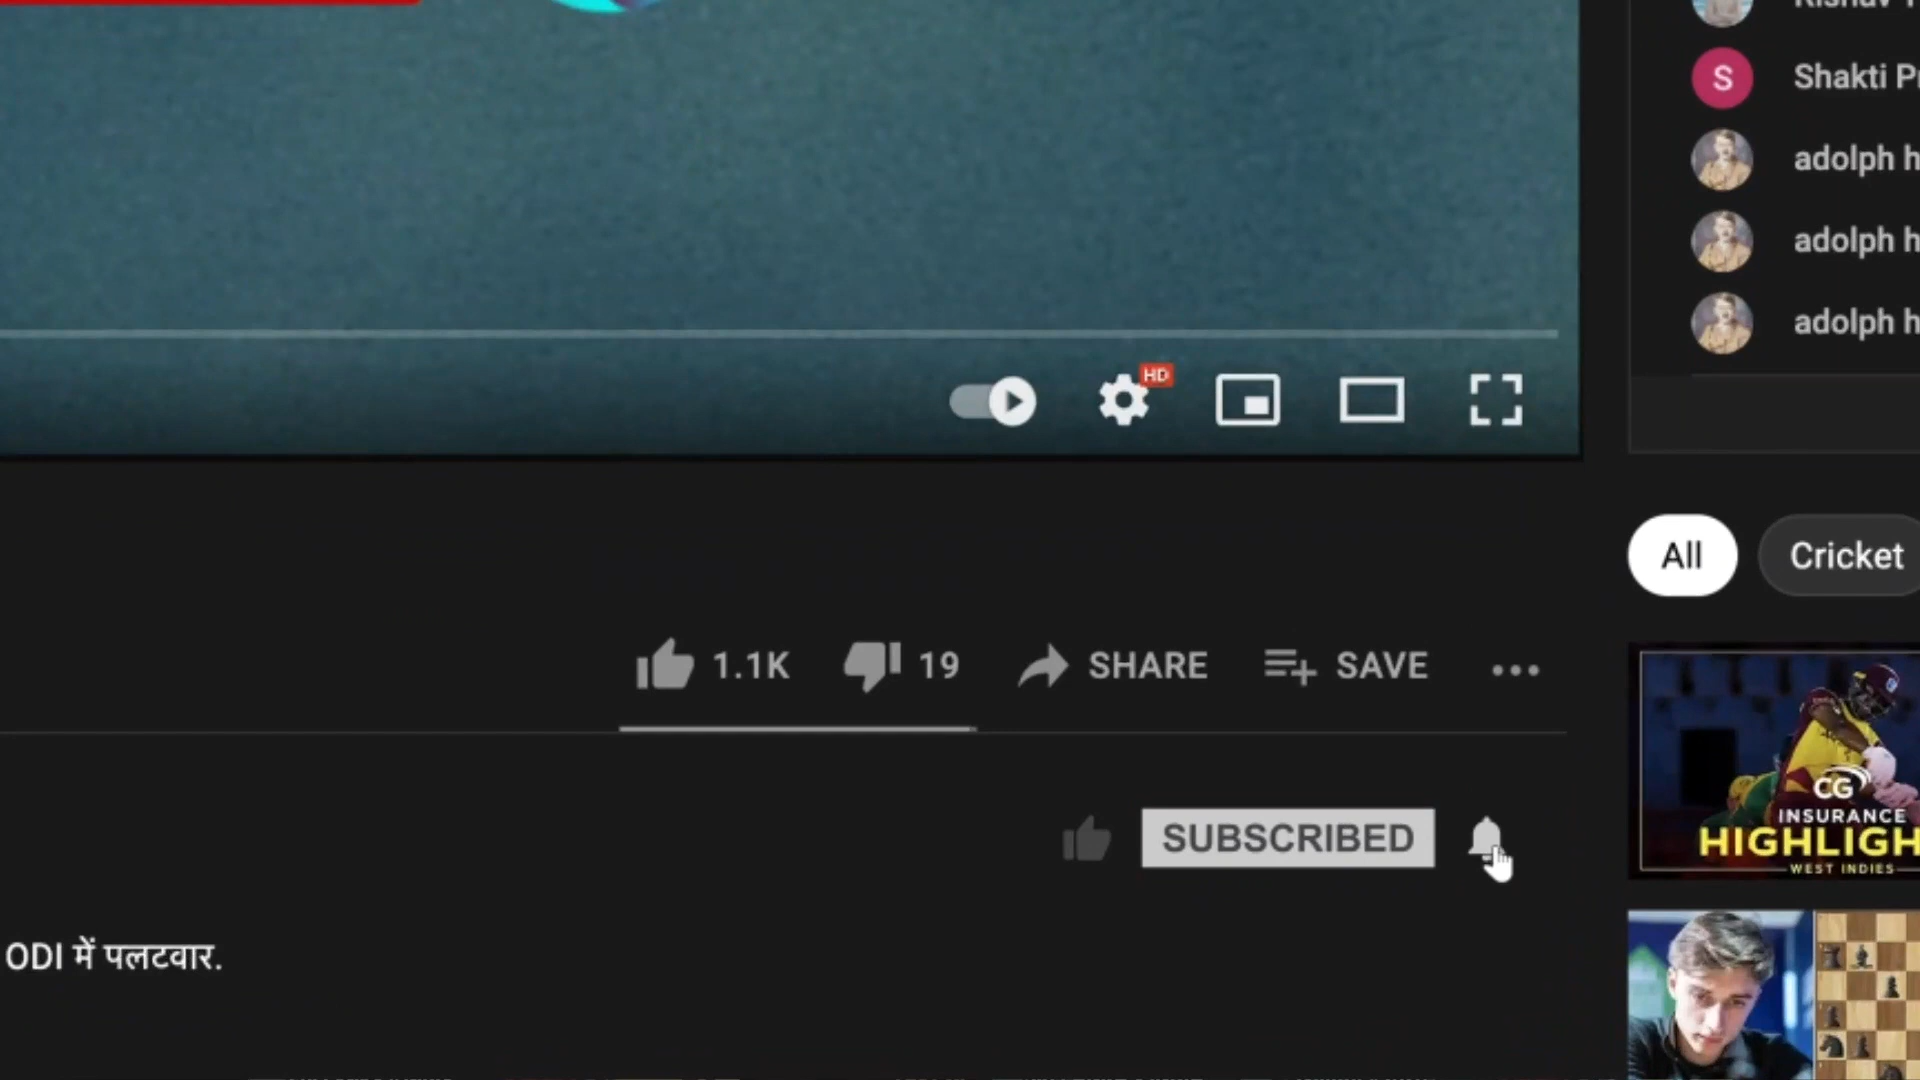 Shakti
adolph h
adolph h
adolph h
HD
All Cricket
1.1K 19 SHARE SAVE
CG
INSURANCE
WEST INDIES
SUBSCRIBED
ODI में पलटवार.